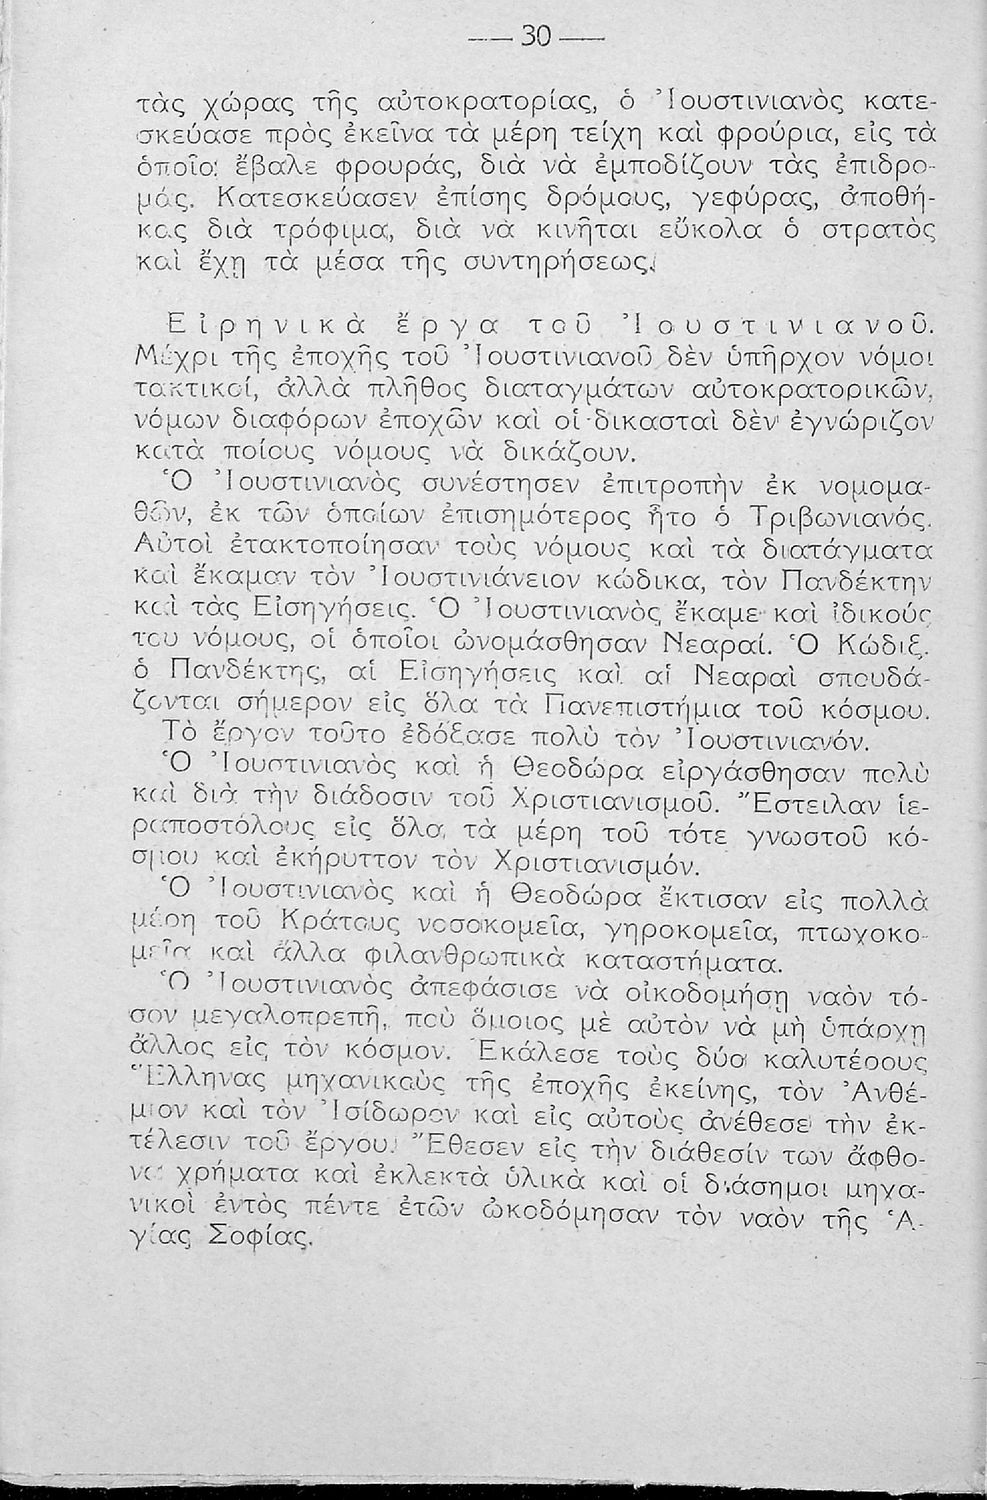 — 30 —
τὰς χώρας τῆς αὐτοκρατορίας, ὁ Ἰουστινιανὸς κατε-
σκεύασε πρὸς ἐκεῖνα τὰ μέρη τείχη καὶ φρούρια, εἰς τὰ
ὁποῖα ἔβαλε φρουράς, διὰ νὰ ἐμποδίζουν τὰς ἐπιδρο-
μάς. Κατεσκεύασεν ἐπίσης δρόμους, γεφύρας, ἀποθή-
κας διὰ τρόφιμα, διὰ νὰ κινῆται εὔκολα ὁ στρατὸς
καὶ ἔχῃ τὰ μέσα τῆς συντηρήσεως.
Εἰρηνικὰ ἔργα τοῦ Ἰουστινιανοῦ.
Μέχρι τῆς ἐποχῆς τοῦ Ἰουστινιανοῦ δὲν ὑπῆρχον νόμοι
τακτικοί, ἀλλὰ πλῆθος διαταγμάτων αὐτοκρατορικῶν,
νόμων διαφόρων ἐποχῶν καὶ οἱ δικασταὶ δὲν ἐγνώριζον
κατὰ ποίους νόμους νὰ δικάζουν.
Ὁ Ἰουστινιανὸς συνέστησεν ἐπιτροπὴν ἐκ νομομα-
θῶν, ἐκ τῶν ὁποίων ἐπισημότερος ἦτο ὁ Τριβωνιανός.
Αὐτοὶ ἐτακτοποίησαν τοὺς νόμους καὶ τὰ διατάγματα
καὶ ἔκαμαν τὸν Ἰουστινιάνειον κώδικα, τὸν Πανδέκτην
καὶ τὰς Εἰσηγήσεις. Ὁ Ἰουστινιανὸς ἔκαμε καὶ ἰδικούς
του νόμους, οἱ ὁποῖοι ὠνομάσθησαν Νεαραί. Ὁ Κώδιξ,
ὁ Πανδέκτης, αἱ Εἰσηγήσεις καὶ αἱ Νεαραὶ σπουδά-
ζονται σήμερον εἰς ὅλα τὰ Πανεπιστήμια τοῦ κόσμου.
Τὸ ἔργον τοῦτο ἐδόξασε πολὺ τὸν Ἰουστινιανόν.
Ὁ Ἰουστινιανὸς καὶ ἡ Θεοδώρα εἰργάσθησαν πολὺ
καὶ διὰ τὴν διάδοσιν τοῦ Χριστιανισμοῦ. Ἔστειλαν ἱε-
ραποστόλους εἰς ὅλα τὰ μέρη τοῦ τότε γνωστοῦ κό-
σμου καὶ ἐκήρυττον τὸν Χριστιανισμόν.
Ὁ Ἰουστινιανὸς καὶ ἡ Θεοδώρα ἔκτισαν εἰς πολλὰ
μέρη τοῦ Κράτους νοσοκομεῖα, γηροκομεῖα, πτωχοκο-
μεῖα καὶ ἄλλα φιλανθρωπικὰ καταστήματα.
Ὁ Ἰουστινιανὸς ἀπεφάσισε νὰ οἰκοδομήσῃ ναὸν τό-
σον μεγαλοπρεπῆ, ποὺ ὅμοιος μὲ αὐτὸν νὰ μὴ ὑπάρχῃ
ἄλλος εἰς τὸν κόσμον. Ἐκάλεσε τοὺς δύο καλυτέρους
Ἕλληνας μηχανικοὺς τῆς ἐποχῆς ἐκείνης, τὸν Ἀνθέ-
μιον καὶ τὸν Ἰσίδωρον καὶ εἰς αὐτοὺς ἀνέθεσε τὴν ἐκ-
τέλεσιν τοῦ ἔργου. Ἔθεσεν εἰς τὴν διάθεσίν των ἄφθο-
να χρήματα καὶ ἐκλεκτὰ ὑλικὰ καὶ οἱ διάσημοι μηχα-
νικοὶ ἐντὸς πέντε ἐτῶν ὠκοδόμησαν τὸν ναὸν τῆς Ἁ-
γίας Σοφίας.